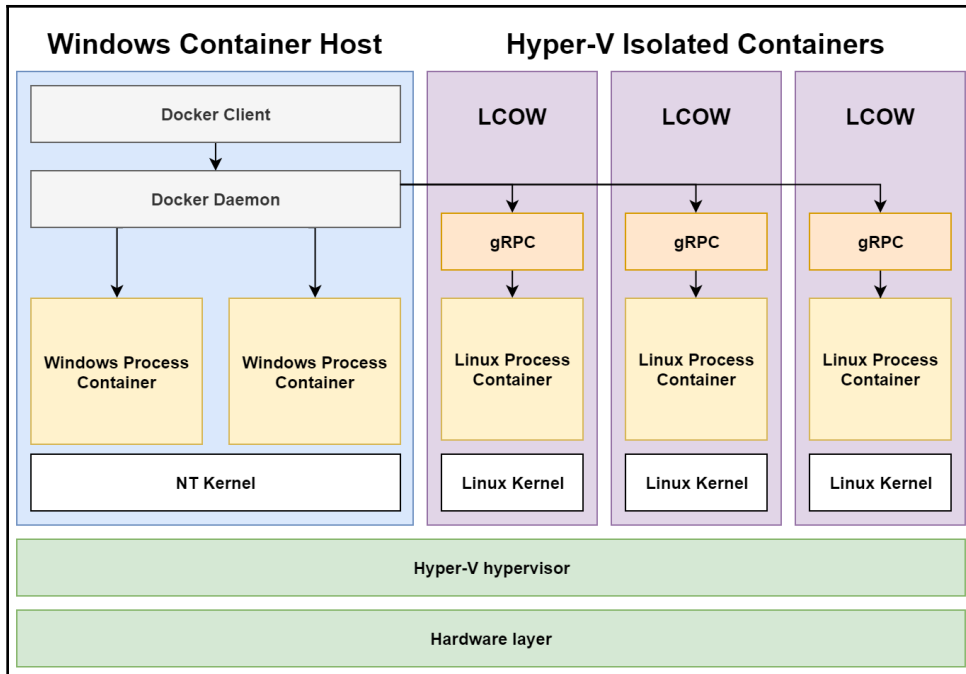 Windows Container Host
Hyper-V Isolated Containers
Docker Client
Docker Daemon
Windows Process
Container
Windows Process
Container
NT Kernel
LCOW
gRPC
Linux Process
Container
Linux Kernel
LCOW
gRPC
Linux Process
Container
Linux Kernel
LCOW
gRPC
Linux Process
Container
Linux Kernel
Hyper-V hypervisor
Hardware layer